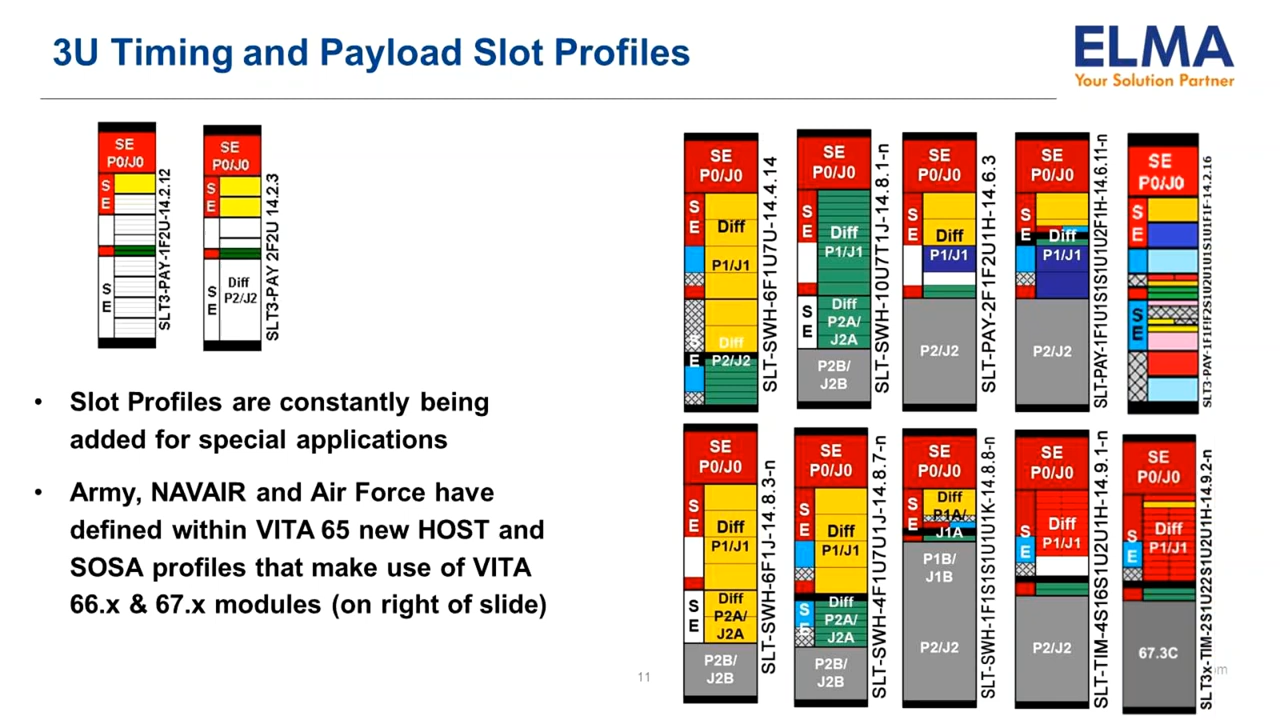 3U Timing and Payload Slot Profiles
ELMA
Your Solution Partner
SE
P0/J0
S
E
S
E
SLT3-PAY-1F2U-14.2.12
SE
P0/J0
S
E
S
E
Diff
P2/J2
SLT3-PAY 2F2U 14.2.3
• Slot Profiles are constantly being
added for special applications
• Army, NAVAIR and Air Force have
defined within VITA 65 new HOST and
SOSA profiles that make use of VITA
66.x & 67.x modules (on right of slide)
SE
P0/J0
S
E
Diff
P1/J1
Diff
E
P2/J2
SLT-SWH-6F1U7U-14.4.14
SE
P0/J0
S
E
Diff
P1/J1
S
E
Diff
P2A/
J2A
P2B/
J2B
SLT-SWH-10U7T1J-14.8.1-n
SE
P0/J0
S
E
Diff
P1/J1
P2/J2
SLT-PAY-2F1F2U1H-14.6.3
SE
P0/J0
S
E
Diff
P1/J1
P2/J2
SLT-PAY-1F1U1S1S1U1U2F1H-14.6.11-n
SE
P0/J0
S
E
S
E
SE
P0/J0
S
E
Diff
P1/J1
S
E
Diff
P2A/
J2A
P2B/
J2B
SLT-SWH-6F1J-14.8.3-n
SE
P0/J0
S
E
Diff
P1/J1
S
E
Diff
P2A/
J2A
P2B/
J2B
SLT-SWH-4F1U7U1J-14.8.7-n
SE
P0/J0
S
E
Diff
P1A/
J1A
P1B/
J1B
P2/J2
SLT-SWH-1F1S1S1U1U1K-14.8.8-n
SE
P0/J0
S
E
Diff
P1/J1
P2/J2
SLT-TIM-4S16S1U2U1H-14.9.1-n
SE
P0/J0
S
E
Diff
P1/J1
67.3C
SLT3x-TIM-2S1U22S1U2U1H-14.9.2-n
11